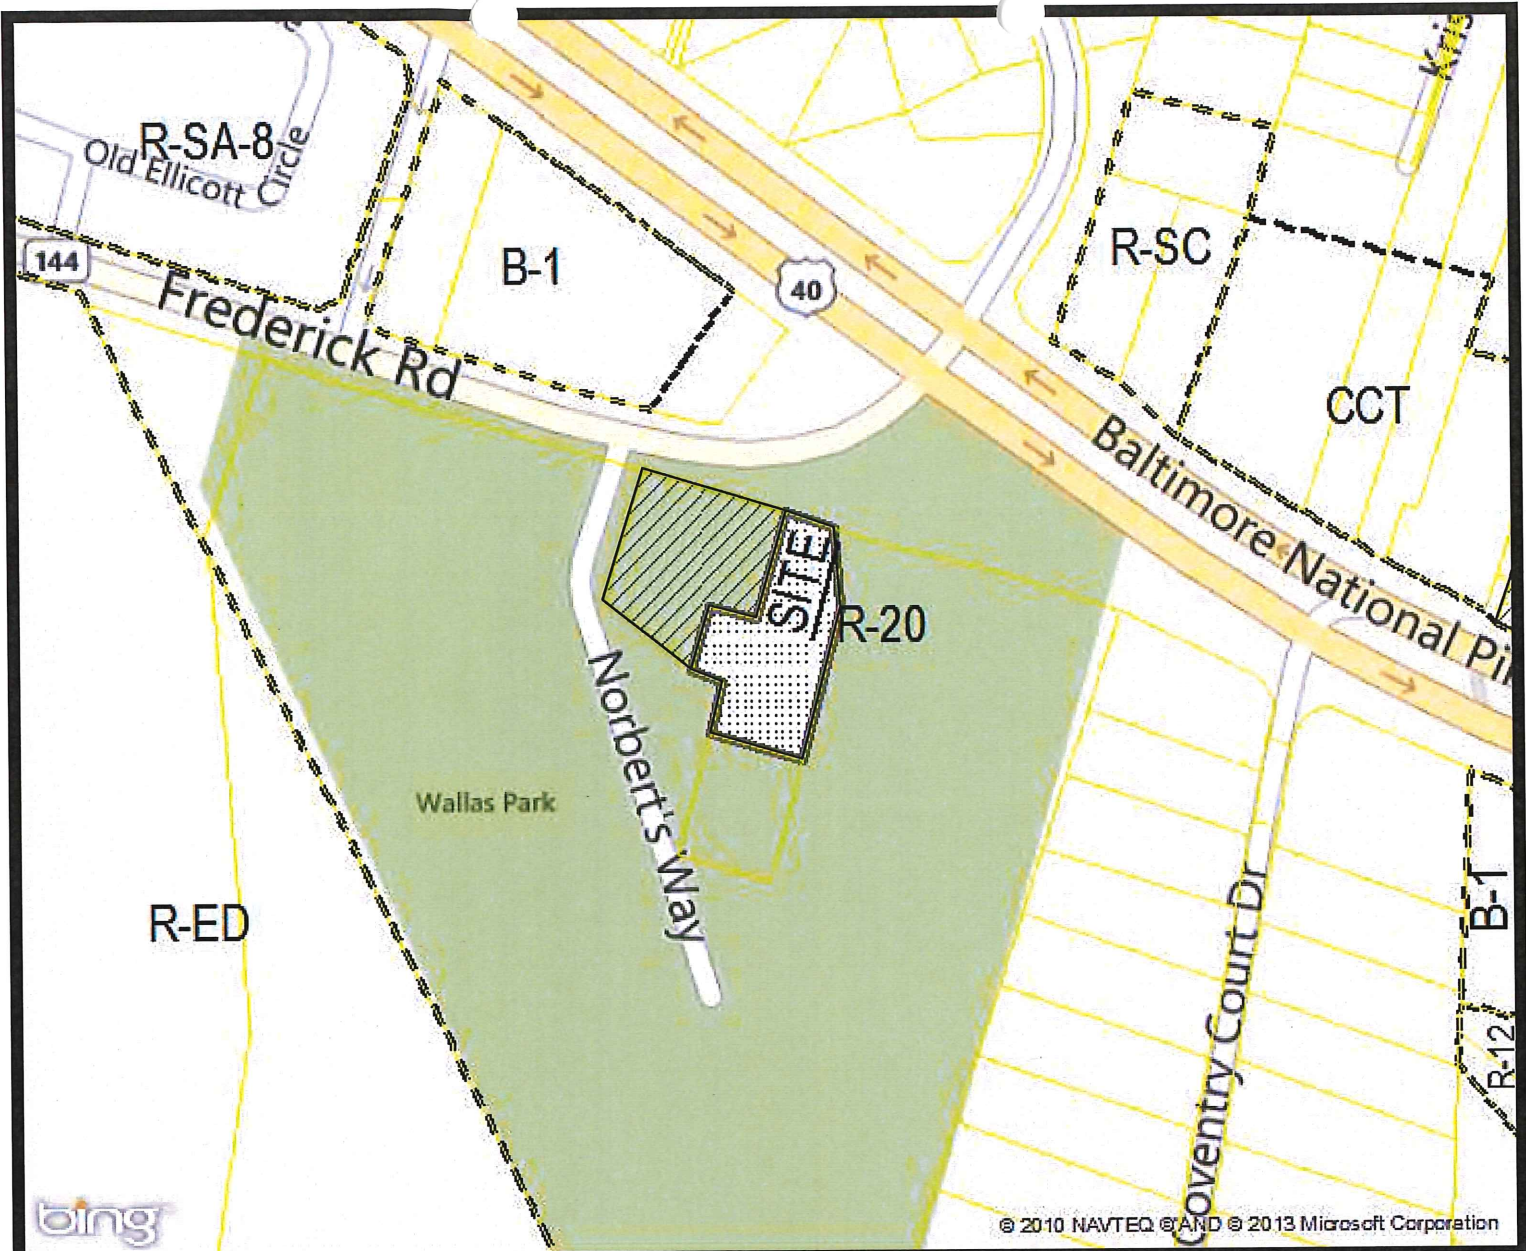 R-SA-8
Old Ellicott Circle
144
Frederick Rd
B-1
40
R-SC
CCT
Baltimore National
SITE
R-20
Norbert's Way
Wallas Park
R-ED
Coventry Court Dr
B-1
R-12
bing
© 2010 NAVTEQ © AND © 2013 Microsoft Corporation